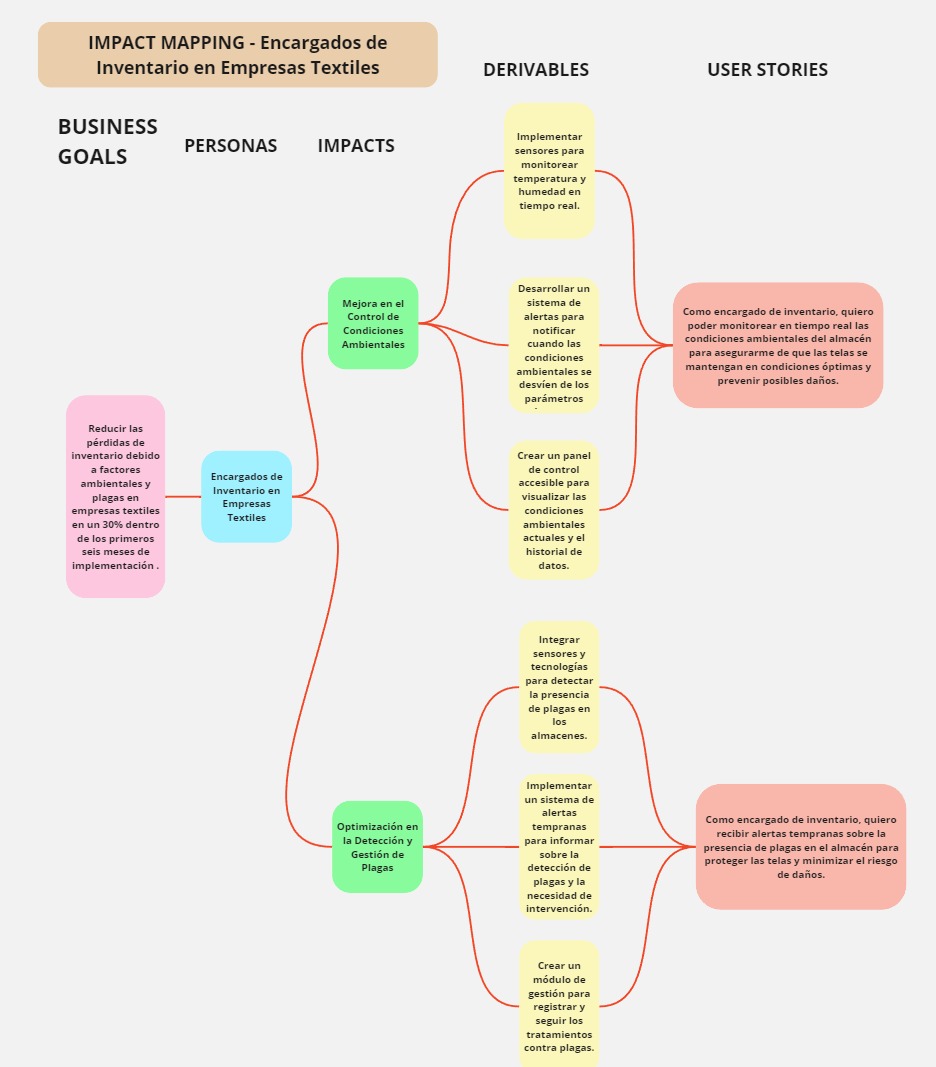 IMPACT MAPPING - Encargados de
Inventario en Empresas Textiles
DERIVABLES
USER STORIES
BUSINESS
GOALS
PERSONAS
IMPACTS
Reducir las
pérdidas de
inventario debido
a factores
ambientales y
plagas en
empresas textiles
en un 30% dentro
de los primeros
seis meses de
implementación .
Encargados de
Inventario en
Empresas
Textiles
Mejora en el
Control de
Condiciones
Ambientales
Implementar
sensores para
monitorear
temperatura y
humedad en
tiempo real.
Desarrollar un
sistema de
alertas para
notificar
cuando las
condiciones
ambientales se
desvíen de los
parámetros
Crear un panel
de control
accesible para
visualizar las
condiciones
ambientales
actuales y el
historial de
datos.
Como encargado de inventario, quiero
poder monitorear en tiempo real las
condiciones ambientales del almacén
para asegurarme de que las telas se
mantengan en condiciones óptimas y
prevenir posibles daños.
Optimización en
la Detección y
Gestión de
Plagas
Integrar
sensores y
tecnologías
para detectar
la presencia
de plagas en
los
almacenes.
Implementar
un sistema de
alertas
tempranas
para informar
sobre la
detección de
plagas y la
necesidad de
intervención.
Crear un
módulo de
gestión para
registrar y
seguir los
tratamientos
contra plagas.
Como encargado de inventario, quiero
recibir alertas tempranas sobre la
presencia de plagas en el almacén para
proteger las telas y minimizar el riesgo
de daños.